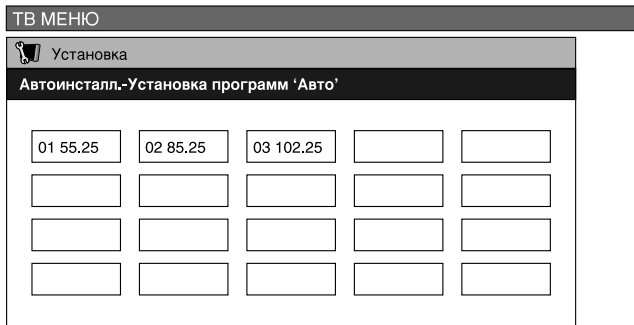 ТВ МЕНЮ
Установка
Автоинсталл.-Установка программ ‘Авто’
01 55.25 02 85.25 03 102.25